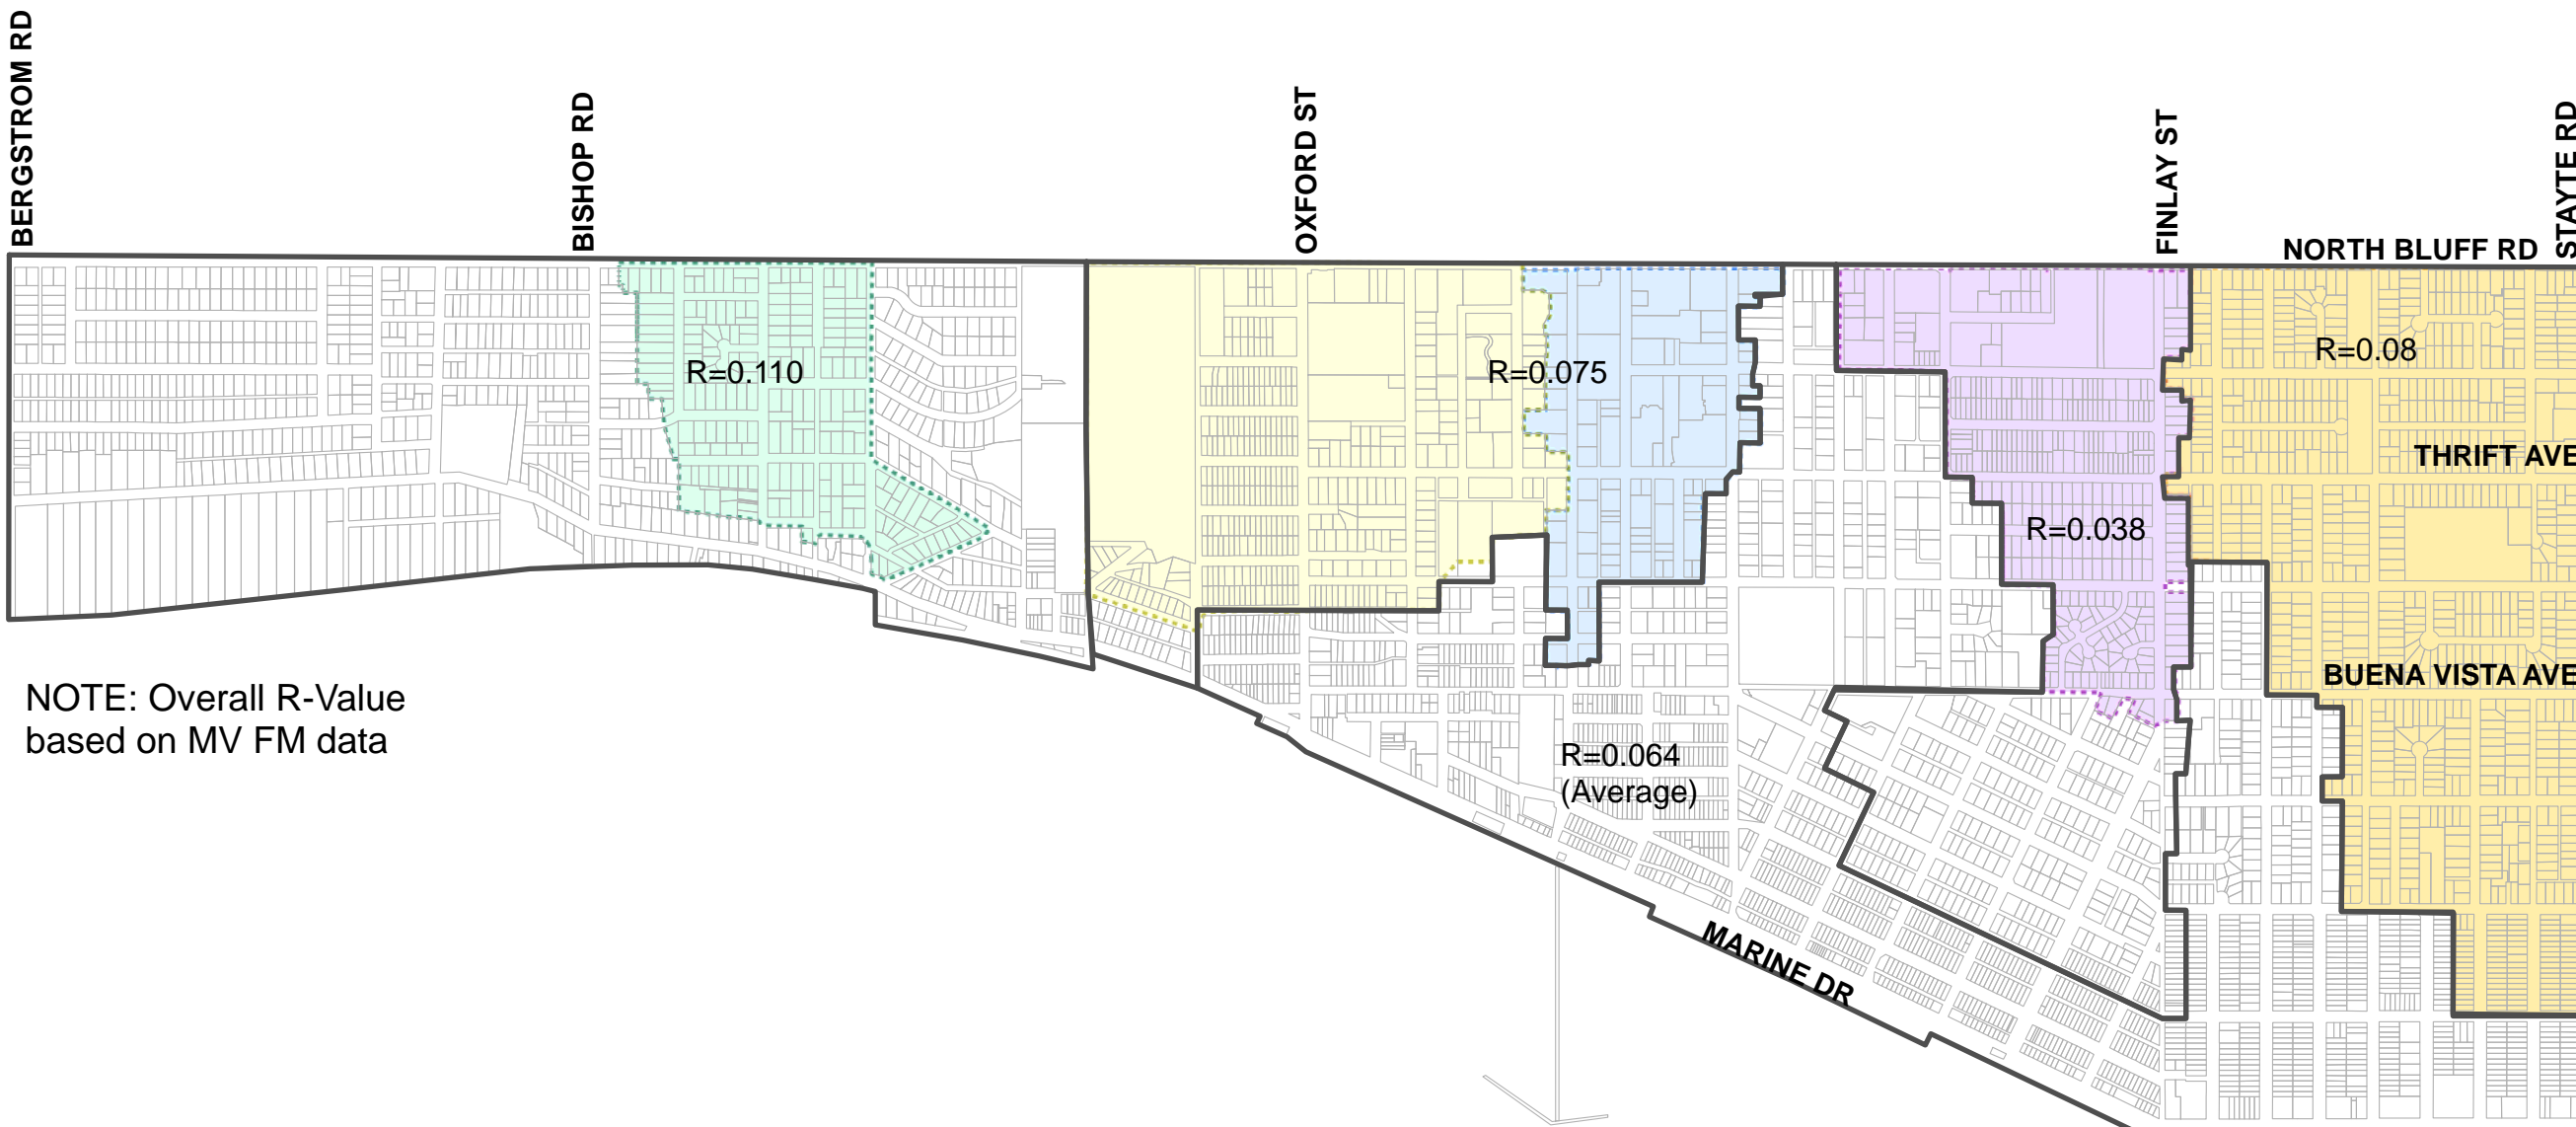 BERGSTROM RD
BISHOP RD
OXFORD ST
FINLAY ST
STAYTE RD
NORTH BLUFF RD
R=0.08
R=0.110
R=0.075
THRIFT AVE
R=0.038
BUENA VISTA AVE
NOTE: Overall R-Value
based on MV FM data
R=0.064
(Average)
MARINE DR